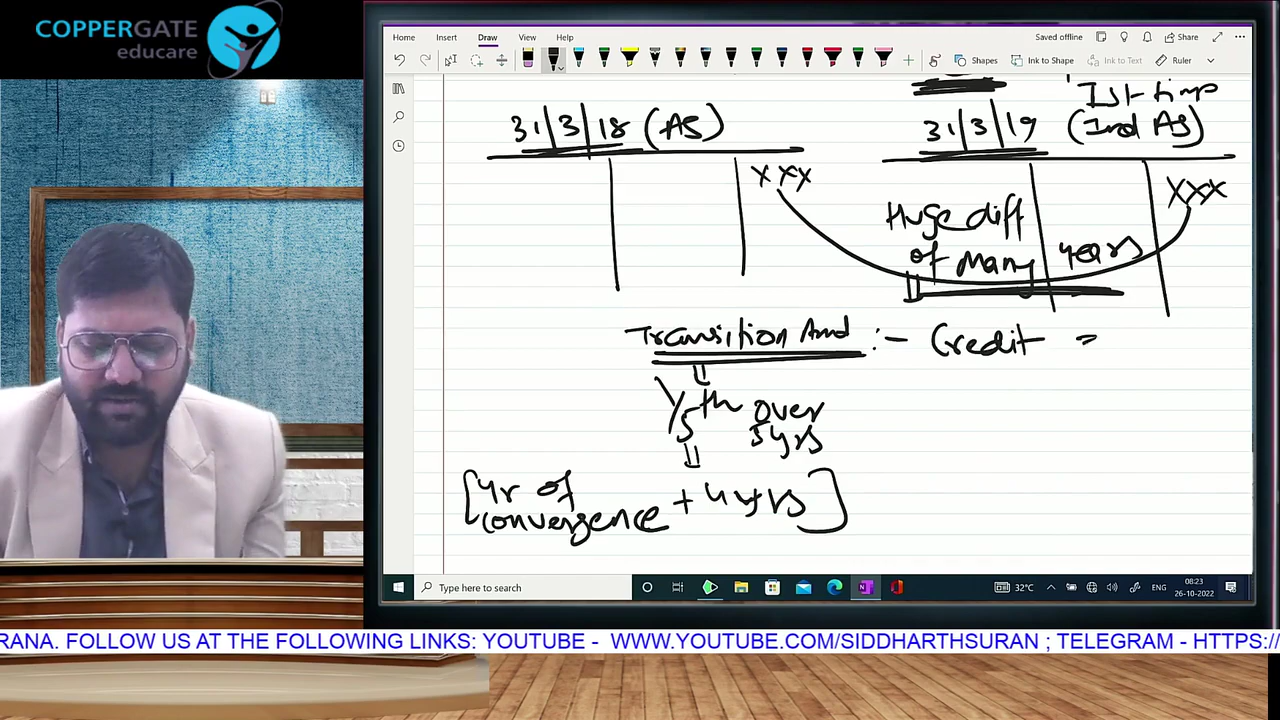 COPPERGATE
educare
Home Insert Draw View Help
Saved offline
Share
Shapes
Ink to Shape
Ink to Text
Ruler
Ist time
31/3/18 (AS)
31/3/19 (Ind AS)
XXX
XXX
Huge diff
of many years
Transition Amd :- Credit =
1/5th over
5yrs
[yr of
convergence + 4 yrs]
Type here to search
32°C
ENG
08:23
26-10-2022
RANA. FOLLOW US AT THE FOLLOWING LINKS: YOUTUBE - WWW.YOUTUBE.COM/SIDDHARTHSURAN ; TELEGRAM - HTTPS:/